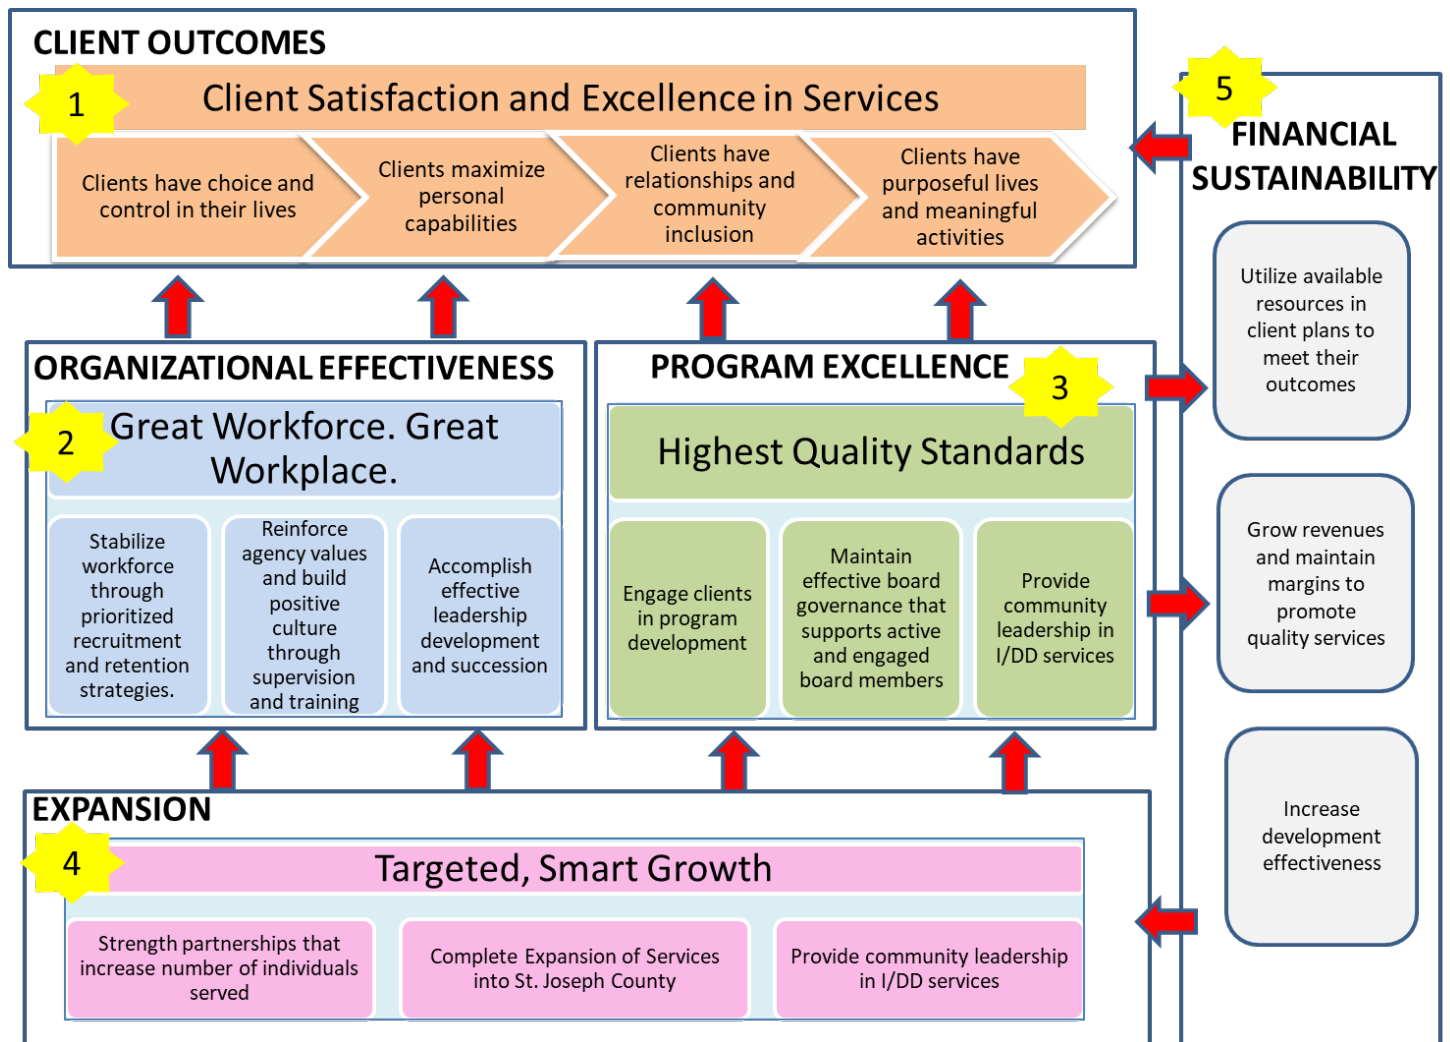 CLIENT OUTCOMES
1
Client Satisfaction and Excellence in Services
Clients have choice and
control in their lives
Clients maximize
personal
capabilities
Clients have
relationships and
community
inclusion
Clients have
purposeful lives
and meaningful
activities
ORGANIZATIONAL EFFECTIVENESS
2
Great Workforce. Great
Workplace.
Stabilize
workforce
through
prioritized
recruitment
and retention
strategies.
Reinforce
agency values
and build
positive
culture
through
supervision
and training
Accomplish
effective
leadership
development
and succession
PROGRAM EXCELLENCE
3
Highest Quality Standards
Engage clients
in program
development
Maintain
effective board
governance that
supports active
and engaged
board members
Provide
community
leadership in
I/DD services
EXPANSION
4
Targeted, Smart Growth
Strength partnerships that
increase number of individuals
served
Complete Expansion of Services
into St. Joseph County
Provide community leadership
in I/DD services
5
FINANCIAL
SUSTAINABILITY
Utilize available
resources in
client plans to
meet their
outcomes
Grow revenues
and maintain
margins to
promote
quality services
Increase
development
effectiveness